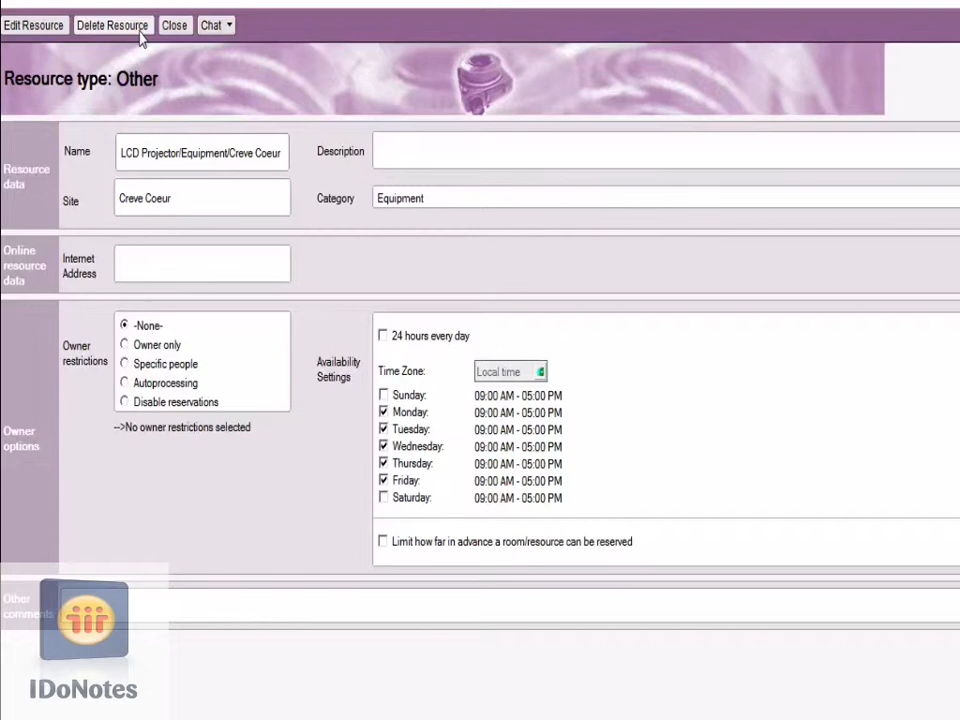 Edit Resource Delete Resource Close Chat
Resource type: Other
Resource data
Name LCD Projector/Equipment/Creve Coeur Description
Site Creve Coeur Category Equipment
Online resource data
Internet Address
Owner options
Owner restrictions
-None-
Owner only
Specific people
Autoprocessing
Disable reservations
-->No owner restrictions selected
Availability Settings
24 hours every day
Time Zone: Local time
Sunday: 09:00 AM - 05:00 PM
Monday: 09:00 AM - 05:00 PM
Tuesday: 09:00 AM - 05:00 PM
Wednesday: 09:00 AM - 05:00 PM
Thursday: 09:00 AM - 05:00 PM
Friday: 09:00 AM - 05:00 PM
Saturday: 09:00 AM - 05:00 PM
Limit how far in advance a room/resource can be reserved
Other comments
IDoNotes